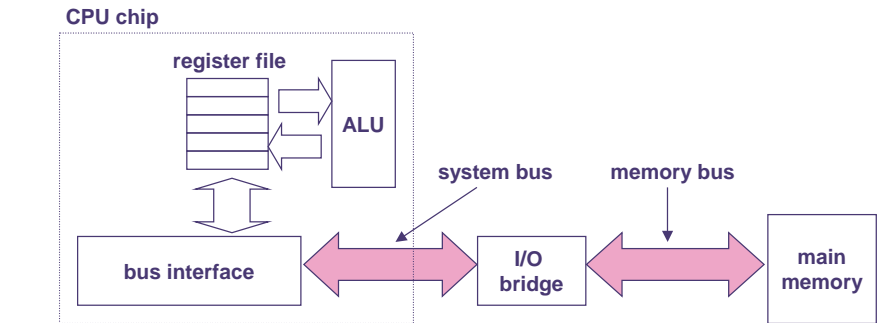 CPU chip
register file
ALU
system bus
memory bus
bus interface
I/O
bridge
main
memory